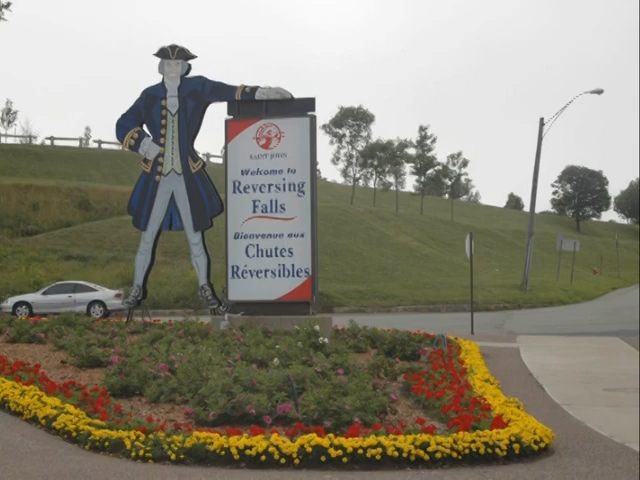 SAINT JOHN
Welcome to
Reversing
Falls
Bienvenue aux
Chutes
Réversibles